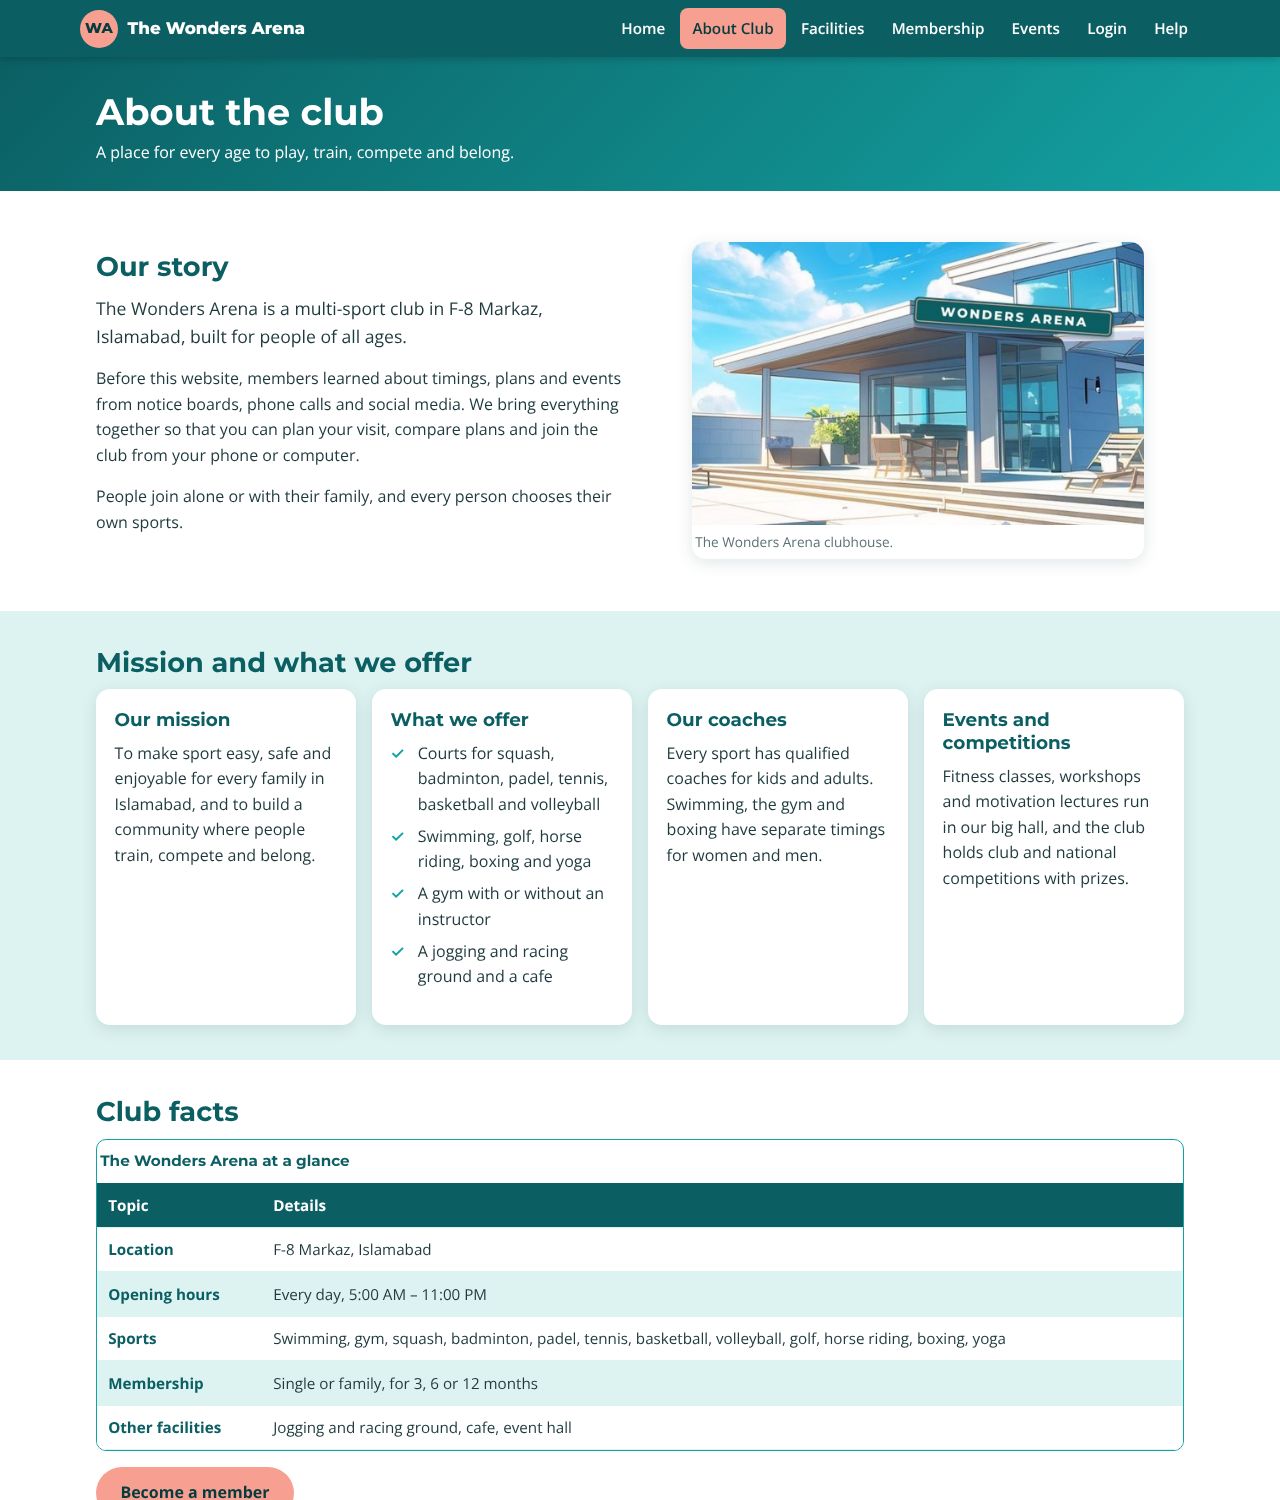 WA The Wonders Arena
Home About Club Facilities Membership Events Login Help
About the club
A place for every age to play, train, compete and belong.
Our story
The Wonders Arena is a multi-sport club in F-8 Markaz,
Islamabad, built for people of all ages.
Before this website, members learned about timings, plans and events
from notice boards, phone calls and social media. We bring everything
together so that you can plan your visit, compare plans and join the
club from your phone or computer.
People join alone or with their family, and every person chooses their
own sports.
WONDERS ARENA
The Wonders Arena clubhouse.
Mission and what we offer
Our mission
To make sport easy, safe and
enjoyable for every family in
Islamabad, and to build a
community where people
train, compete and belong.
What we offer
Courts for squash,
badminton, padel, tennis,
basketball and volleyball
Swimming, golf, horse
riding, boxing and yoga
A gym with or without an
instructor
A jogging and racing
ground and a cafe
Our coaches
Every sport has qualified
coaches for kids and adults.
Swimming, the gym and
boxing have separate timings
for women and men.
Events and
competitions
Fitness classes, workshops
and motivation lectures run
in our big hall, and the club
holds club and national
competitions with prizes.
Club facts
The Wonders Arena at a glance
Topic Details
Location F-8 Markaz, Islamabad
Opening hours Every day, 5:00 AM – 11:00 PM
Sports Swimming, gym, squash, badminton, padel, tennis, basketball, volleyball, golf, horse riding, boxing, yoga
Membership Single or family, for 3, 6 or 12 months
Other facilities Jogging and racing ground, cafe, event hall
Become a member